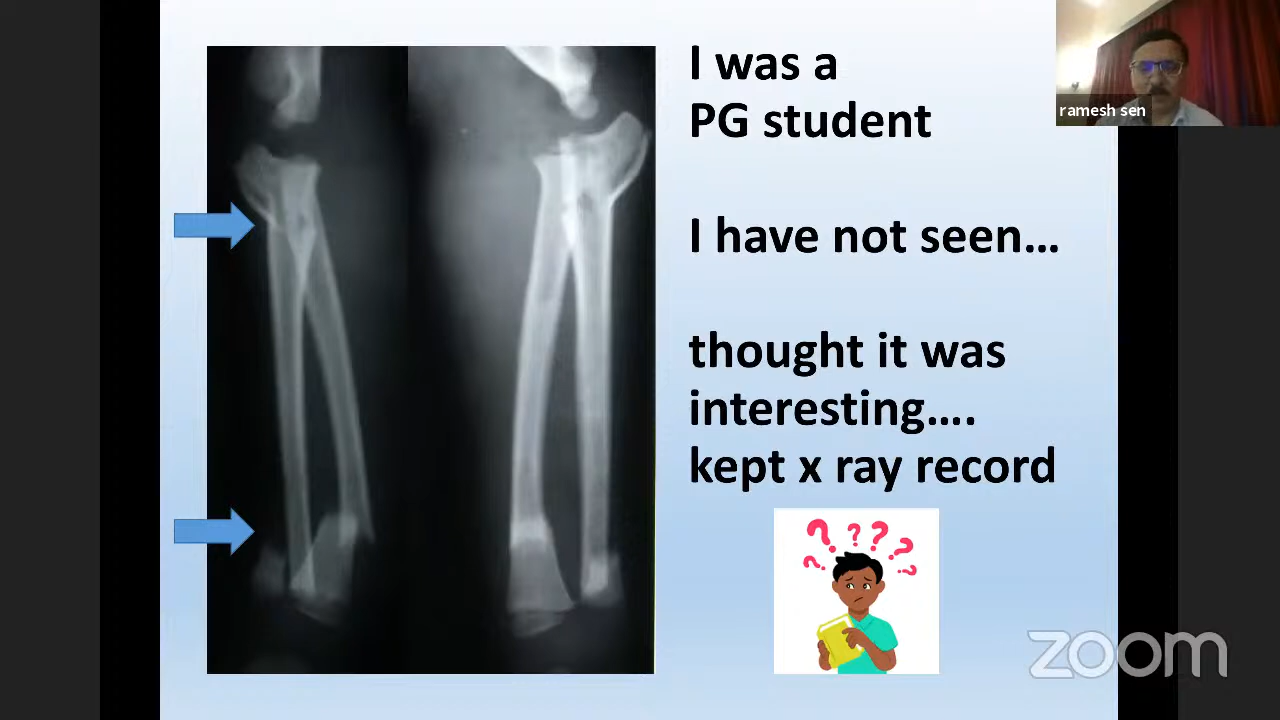 I was a
PG student
I have not seen...
thought it was
interesting....
kept x ray record
ramesh sen
zoom